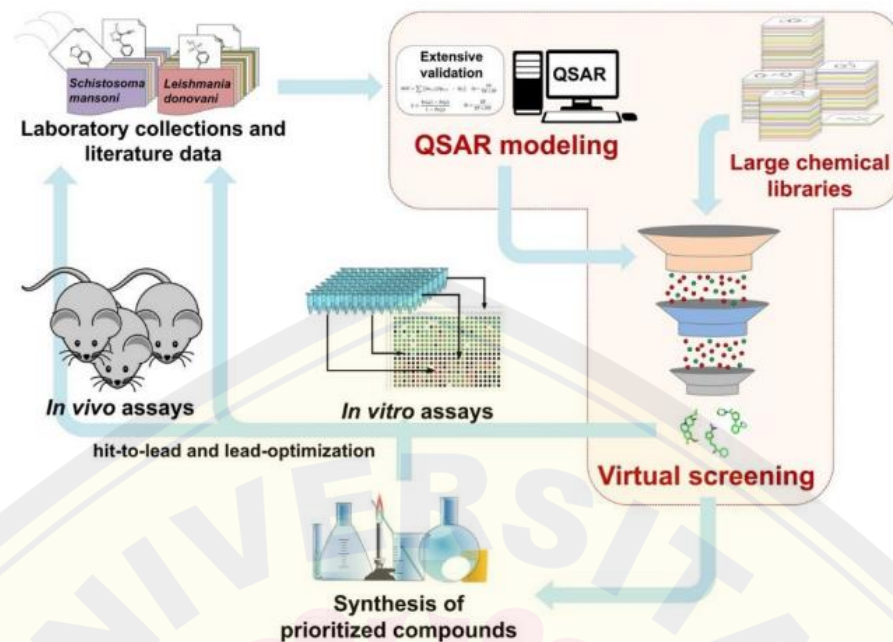 Schistosoma
mansoni
Leishmania
donovani
Laboratory collections and
literature data
Extensive
validation
QSAR
QSAR modeling
Large chemical
libraries
In vivo assays
In vitro assays
hit-to-lead and lead-optimization
Virtual screening
Synthesis of
prioritized compounds
UNIVERSITA